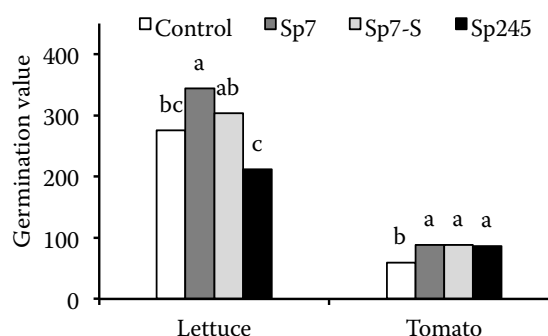 Control Sp7 Sp7-S Sp245
Germination value
400
300
200
100
0
bc
a
ab
c
b
a
a
a
Lettuce Tomato